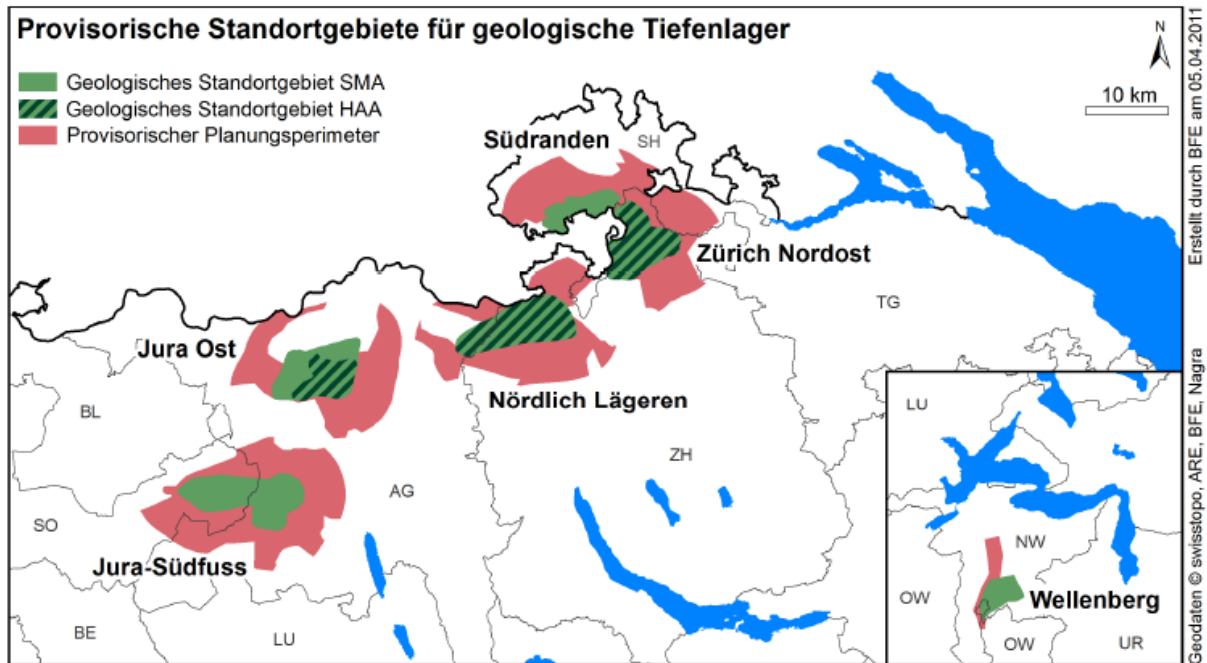 Provisorische Standortgebiete für geologische Tiefenlager
N
10 km
Geologisches Standortgebiet SMA
Geologisches Standortgebiet HAA
Provisorischer Planungsperimeter
Südranden
SH
Zürich Nordost
TG
Jura Ost
Nördlich Lägeren
BL
ZH
AG
SO
Jura-Südfuss
BE
LU
LU
NW
OW
Wellenberg
OW
UR
Erstellt durch BFE am 05.04.2011
Geodaten © swisstopo, ARE, BFE, Nagra